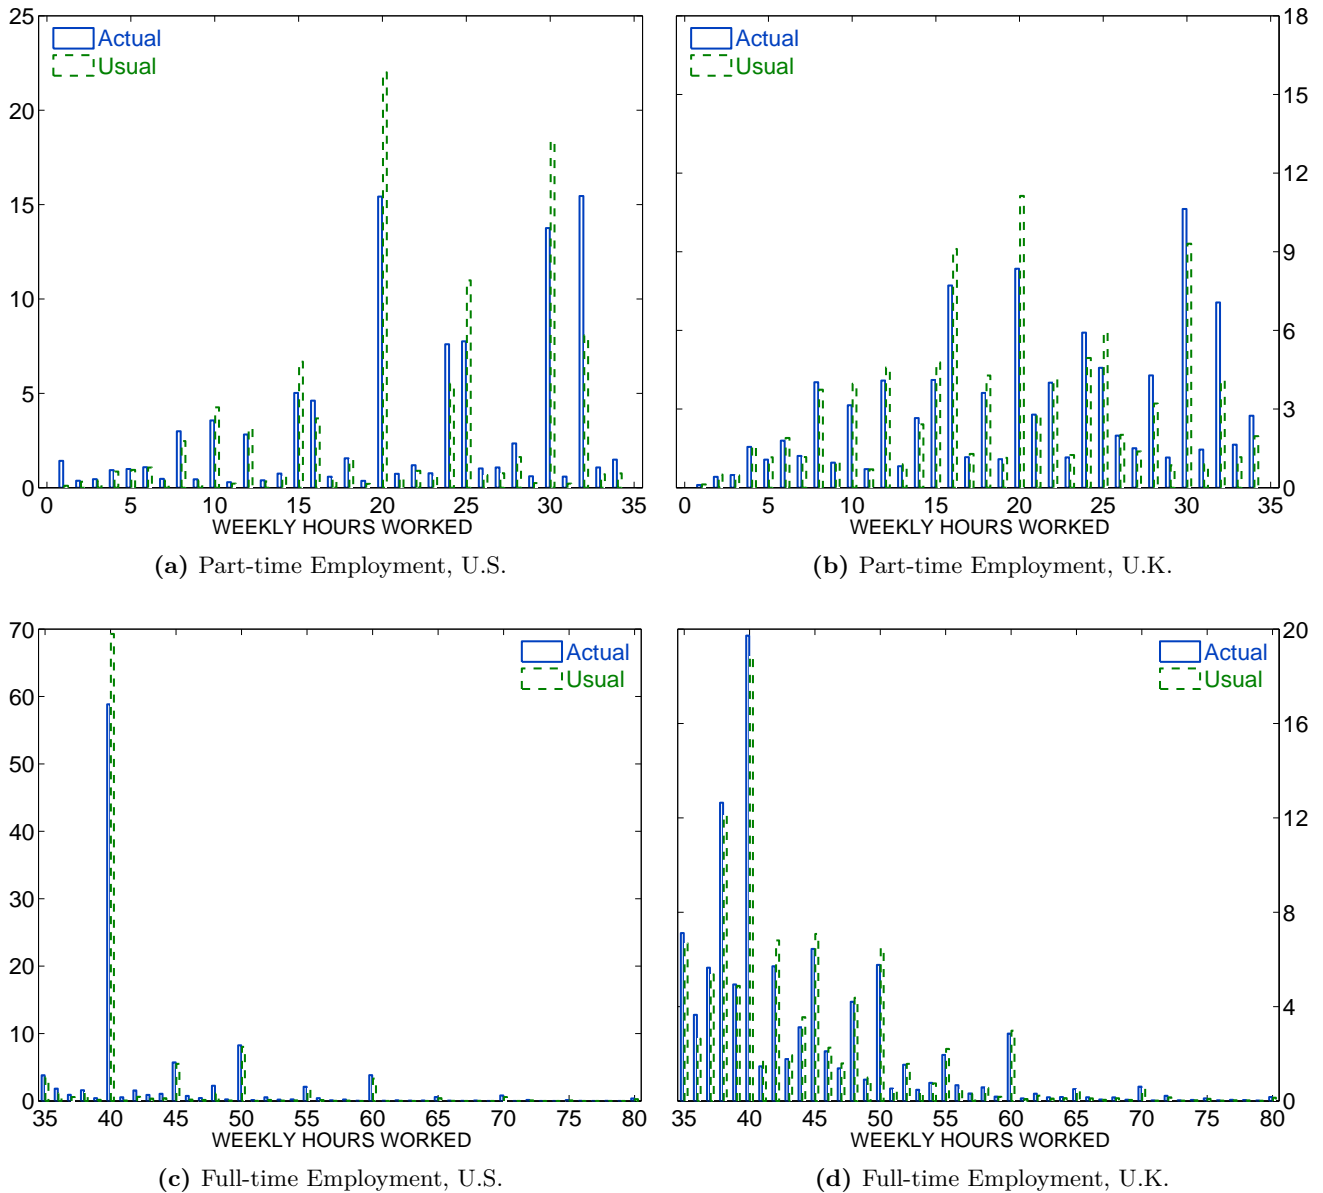 25
20
15
10
5
0
Actual
Usual
0 5 10 15 20 25 30 35
WEEKLY HOURS WORKED
(a) Part-time Employment, U.S.
18
15
12
9
6
3
0
Actual
Usual
0 5 10 15 20 25 30 35
WEEKLY HOURS WORKED
(b) Part-time Employment, U.K.
70
60
50
40
30
20
10
0
Actual
Usual
35 40 45 50 55 60 65 70 75 80
WEEKLY HOURS WORKED
(c) Full-time Employment, U.S.
20
16
12
8
4
0
Actual
Usual
35 40 45 50 55 60 65 70 75 80
WEEKLY HOURS WORKED
(d) Full-time Employment, U.K.